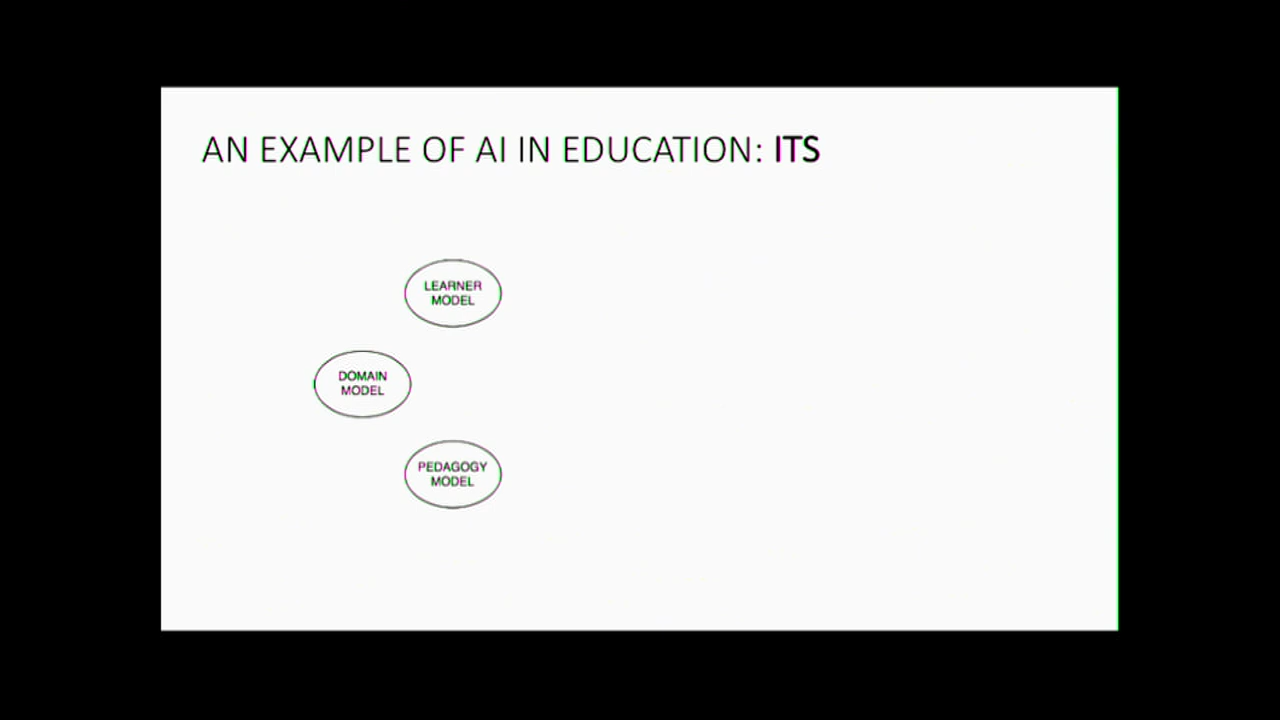 AN EXAMPLE OF AI IN EDUCATION: ITS
LEARNER
MODEL
DOMAIN
MODEL
PEDAGOGY
MODEL